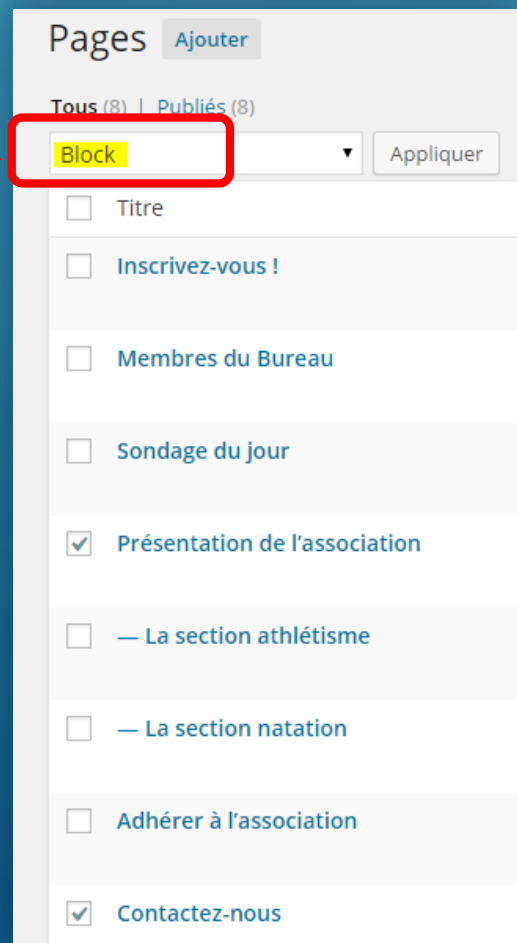 Pages Ajouter
Tous (8) | Publiés (8)
Block Appliquer
Titre
Inscrivez-vous !
Membres du Bureau
Sondage du jour
Présentation de l’association
— La section athlétisme
— La section natation
Adhérer à l’association
Contactez-nous